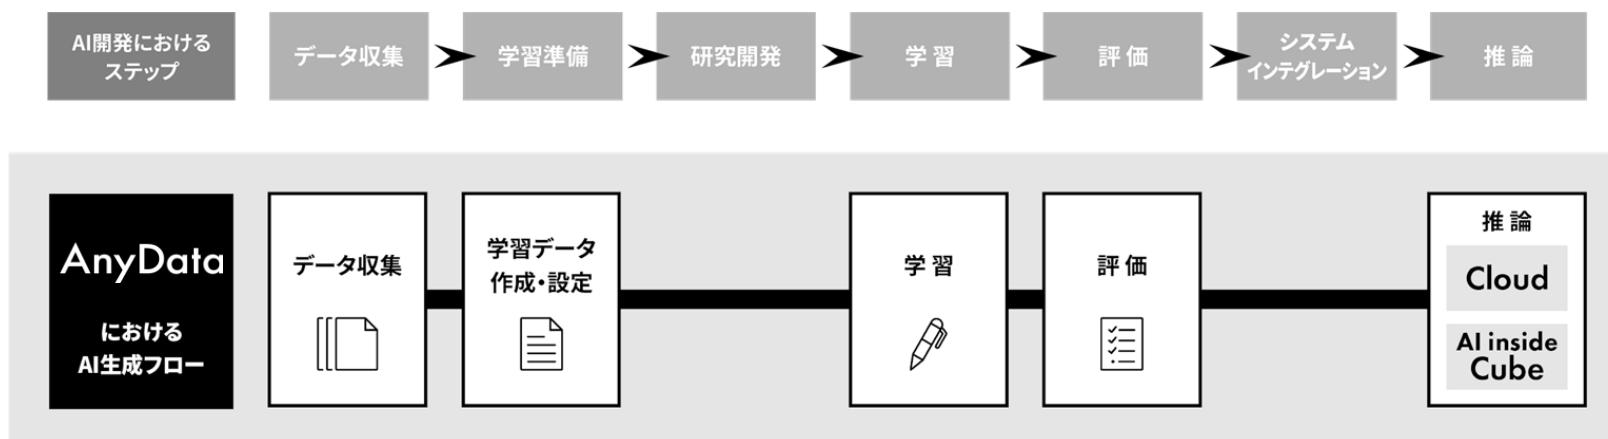 AI開発における
ステップ
データ収集
学習準備
研究開発
学習
評価
システム
インテグレーション
推論
AnyData
における
AI生成フロー
データ収集
学習データ
作成・設定
学習
評価
推論
Cloud
AI inside
Cube